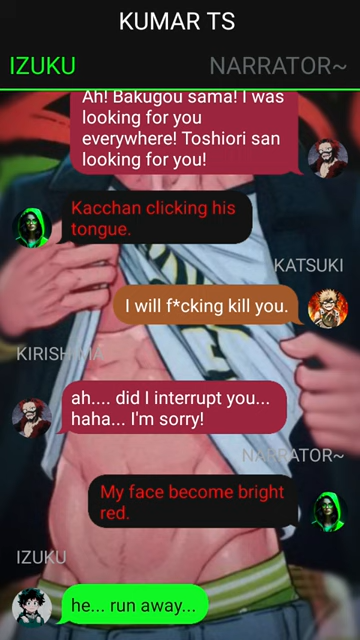 KUMAR TS
IZUKU
NARRATOR~
Ah! Bakugou sama! I was
looking for you
everywhere! Toshiori san
looking for you!
Kacchan clicking his
tongue.
KATSUKI
I will f*cking kill you.
KIRISHIMA
ah.... did I interrupt you...
haha... I'm sorry!
NARRATOR~
My face become bright
red.
IZUKU
he... run away...